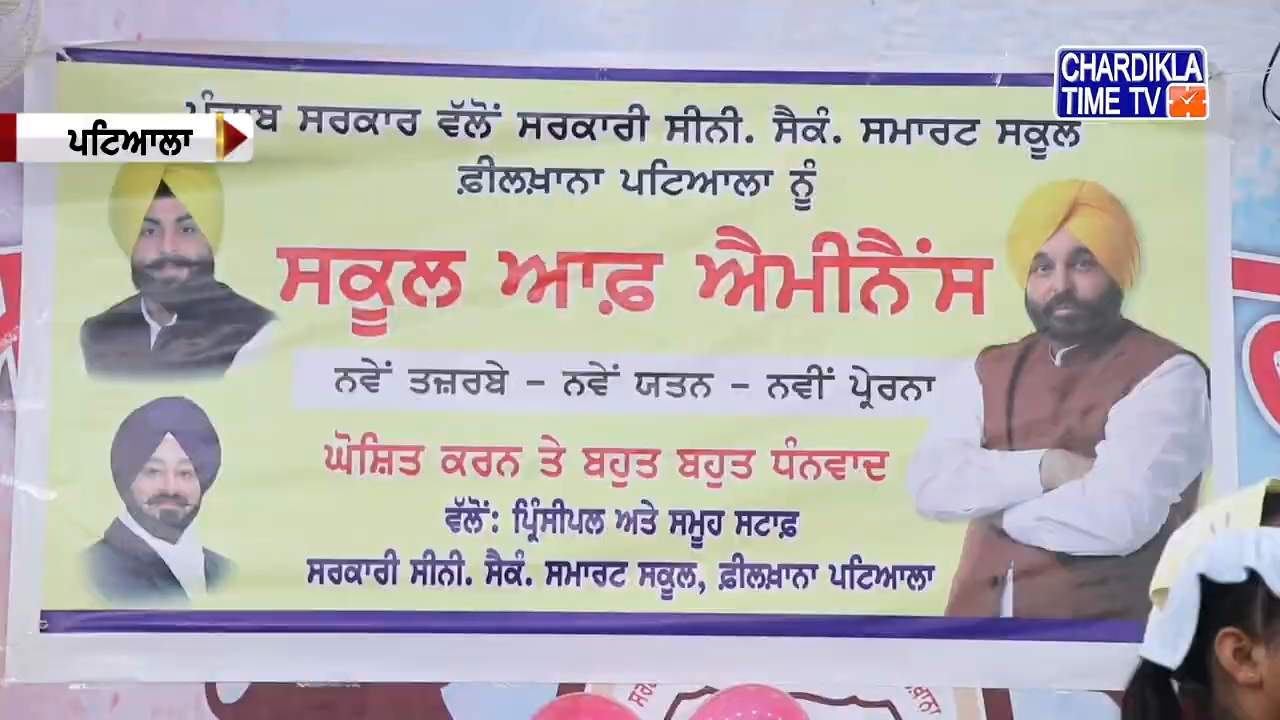 CHARDIKLA
TIME TV
ਪਟਿਆਲਾ
ਸਰਕਾਰ ਵੱਲੋਂ ਸਰਕਾਰੀ ਸੀਨੀ. ਸੈਕੰ. ਸਮਾਰਟ ਸਕੂਲ
ਫ਼ੀਲਖ਼ਾਨਾ ਪਟਿਆਲਾ ਨੂੰ
ਸਕੂਲ ਆਫ਼ ਐਮੀਨੈਂਸ
ਨਵੇਂ ਤਜ਼ਰਬੇ - ਨਵੇਂ ਯਤਨ - ਨਵੀਂ ਪ੍ਰੇਰਨਾ
ਘੋਸ਼ਿਤ ਕਰਨ ਤੇ ਬਹੁਤ ਬਹੁਤ ਧੰਨਵਾਦ
ਵੱਲੋਂ: ਪ੍ਰਿੰਸੀਪਲ ਅਤੇ ਸਮੂਹ ਸਟਾਫ਼
ਸਰਕਾਰੀ ਸੀਨੀ. ਸੈਕੰ. ਸਮਾਰਟ ਸਕੂਲ, ਫ਼ੀਲਖ਼ਾਨਾ ਪਟਿਆਲਾ